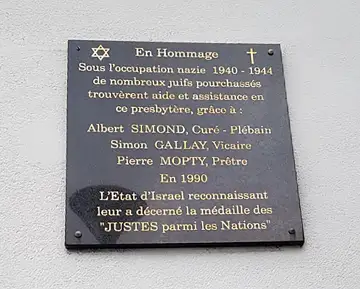 En Hommage
Sous l'occupation nazie 1940 - 1944
de nombreux juifs pourchassés
trouvèrent aide et assistance en
ce presbytère, grâce à :
Albert SIMOND, Curé - Plébain
Simon GALLAY, Vicaire
Pierre MOPTY, Prêtre
En 1990
L'Etat d'Israel reconnaissant
leur a décerné la médaille des
"JUSTES parmi les Nations"